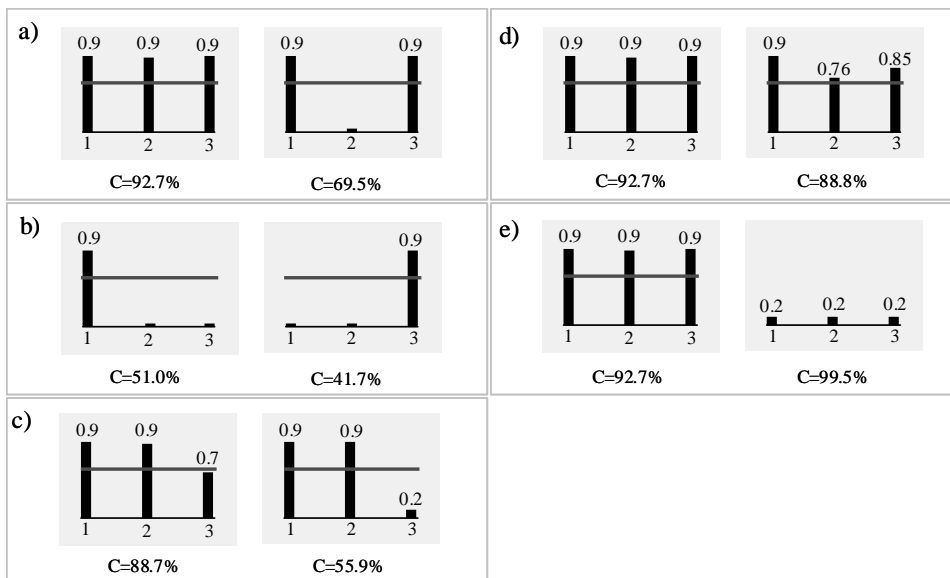 a)
0.9 0.9 0.9
1 2 3
C=92.7%
0.9 0.9
1 2 3
C=69.5%
b)
0.9
1 2 3
C=51.0%
0.9
1 2 3
C=41.7%
c)
0.9 0.9 0.7
1 2 3
C=88.7%
0.9 0.9 0.2
1 2 3
C=55.9%
d)
0.9 0.9 0.9
1 2 3
C=92.7%
0.9 0.76 0.85
1 2 3
C=88.8%
e)
0.9 0.9 0.9
1 2 3
C=92.7%
0.2 0.2 0.2
1 2 3
C=99.5%